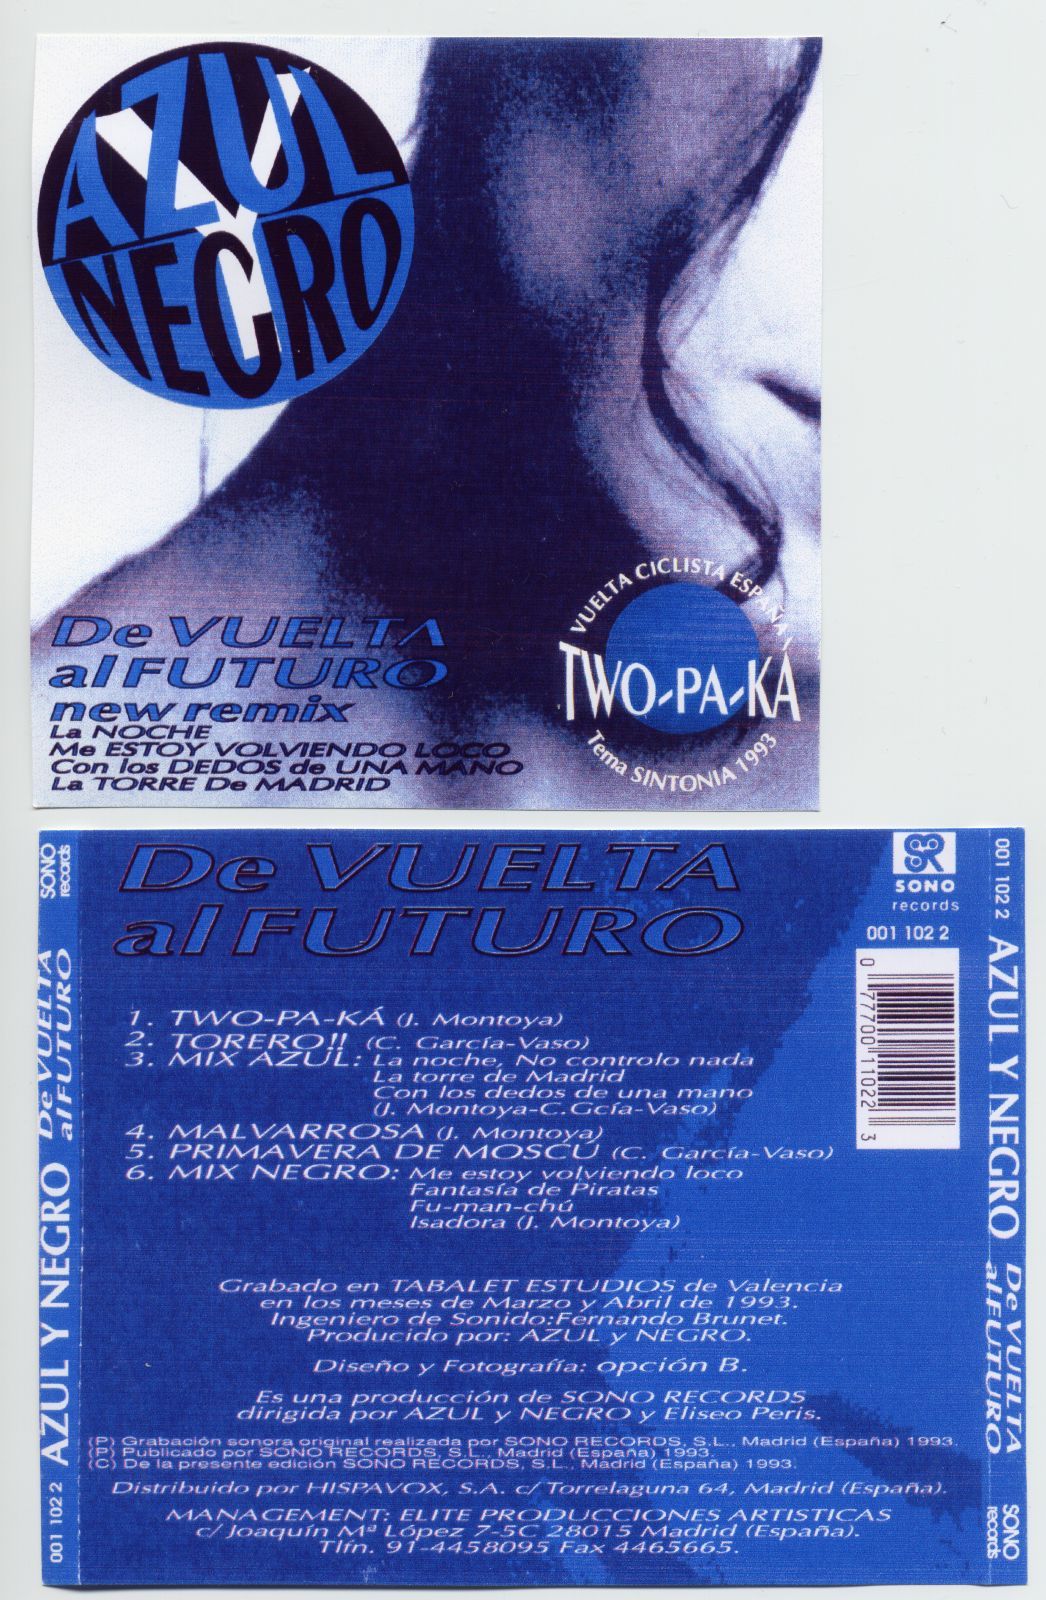 AZUL
Y
NEGRO
De VUELTA
al FUTURO
new remix
La NOCHE
Me ESTOY VOLVIENDO LOCO
Con los DEDOS de UNA MANO
La TORRE De MADRID
VUELTA CICLISTA ESPAÑA
TWO-PA-KÁ
Tema SINTONIA 1993
SONO
records
De VUELTA
al FUTURO
AZUL Y NEGRO
001 102 2
De VUELTA
al FUTURO
SONO
records
001 102 2
0 77700 11022 3
1. TWO-PA-KÁ (J. Montoya)
2. TORERO!! (C. García-Vaso)
3. MIX AZUL: La noche, No controlo nada
La torre de Madrid
Con los dedos de una mano
(J. Montoya-C.Gcía-Vaso)
4. MALVARROSA (J. Montoya)
5. PRIMAVERA DE MOSCU (C. García-Vaso)
6. MIX NEGRO: Me estoy volviendo loco
Fantasía de Piratas
Fu-man-chú
Isadora (J. Montoya)
Grabado en TABALET ESTUDIOS de Valencia
en los meses de Marzo y Abril de 1993.
Ingeniero de Sonido:Fernando Brunet.
Producido por: AZUL y NEGRO.
Diseño y Fotografía: opción B.
Es una producción de SONO RECORDS
dirigida por AZUL y NEGRO y Eliseo Peris.
(P) Grabación sonora original realizada por SONO RECORDS, S.L., Madrid (España) 1993.
(P) Publicado por SONO RECORDS, S.L., Madrid (España) 1993.
(C) De la presente edición SONO RECORDS, S.L., Madrid (España) 1993.
Distribuido por HISPAVOX, S.A. c/ Torrelaguna 64, Madrid (España).
MANAGEMENT: ELITE PRODUCCIONES ARTISTICAS
c/ Joaquín Mª López 7-5C 28015 Madrid (España).
Tlfn. 91-4458095 Fax 4465665.
001 102 2
AZUL Y NEGRO
De VUELTA
al FUTURO
SONO
records